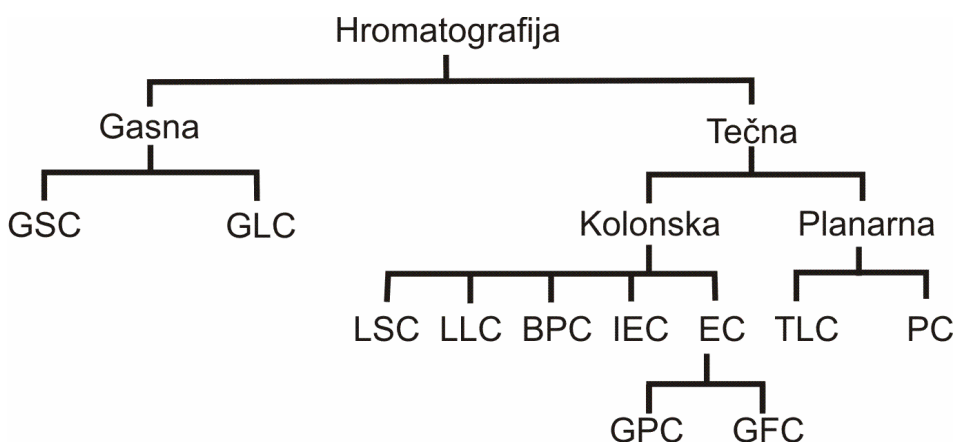 Hromatografija
Gasna
Tečna
GSC
GLC
Kolonska
Planarna
LSC
LLC
BPC
IEC
EC
TLC
PC
GPC
GFC